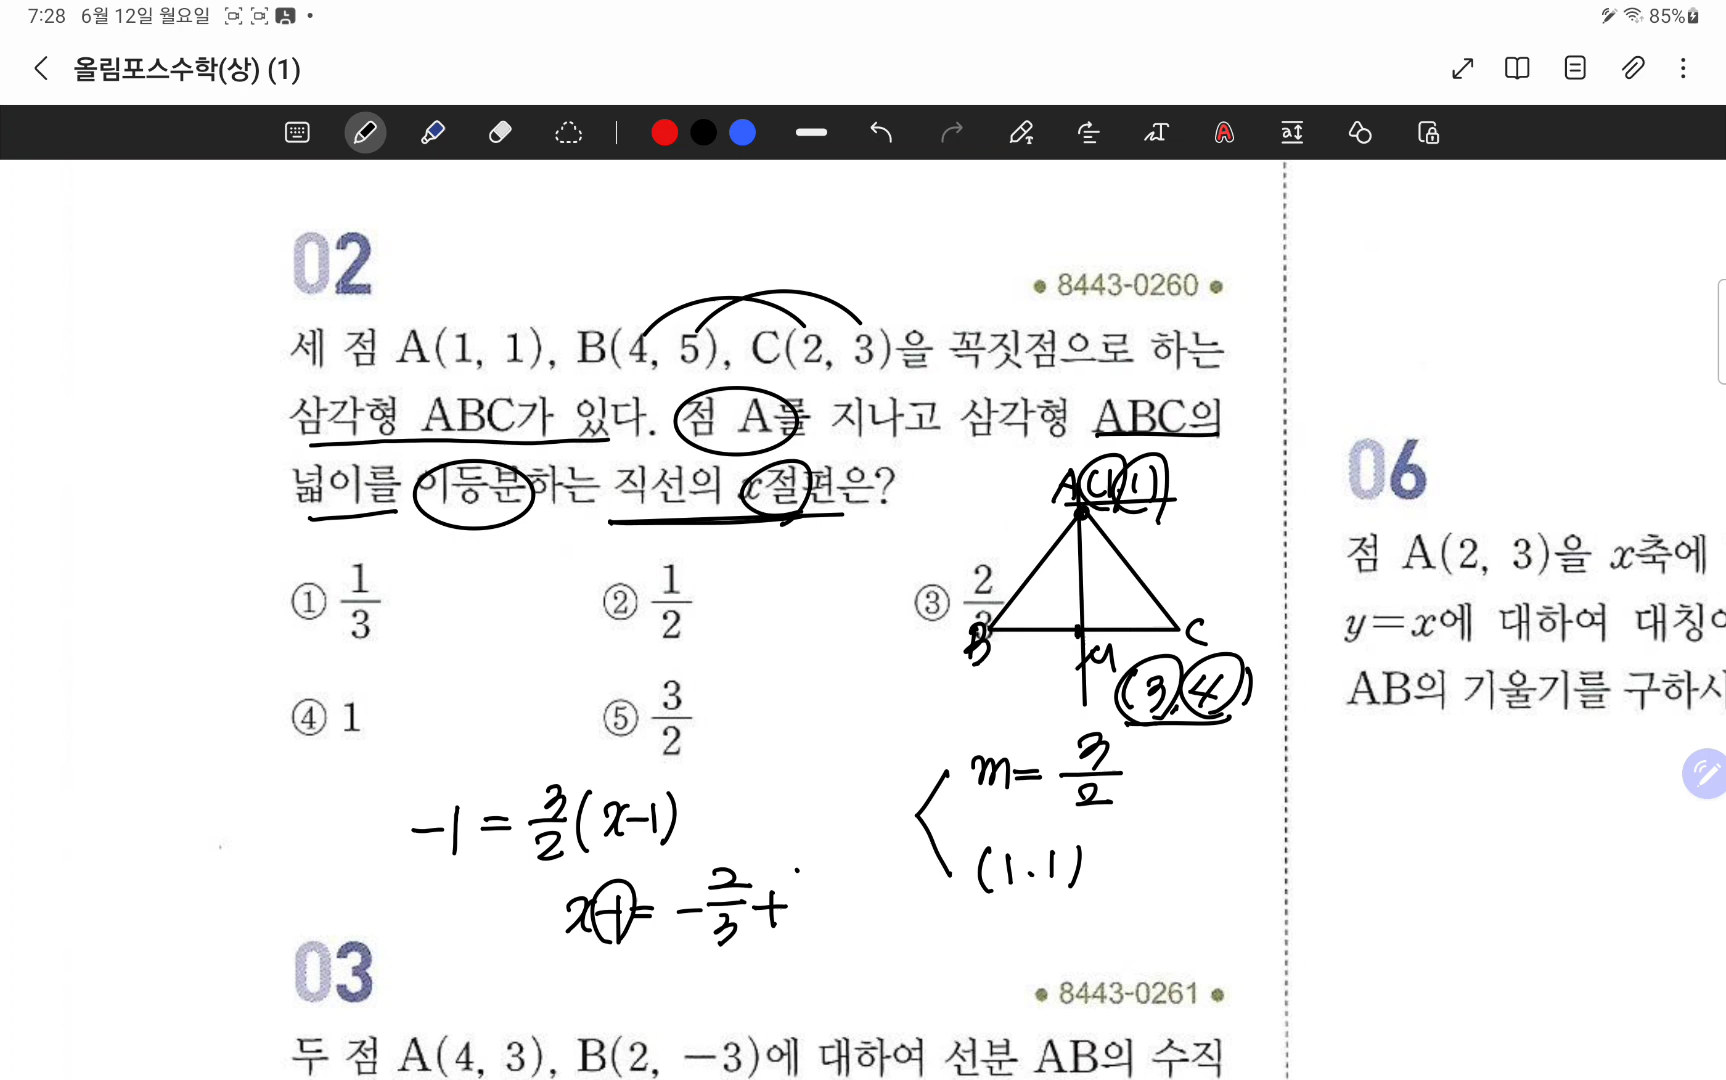 7:28 6월 12일 월요일
85%
올림포스수학(상) (1)
02
8443-0260
세 점 A(1, 1), B(4, 5), C(2, 3)을 꼭짓점으로 하는
삼각형 ABC가 있다. 점 A를 지나고 삼각형 ABC의
넓이를 이등분하는 직선의 x절편은?
A(1,1)
① 1/3 ② 1/2 ③ 2/3
B C
M
(3,4)
④ 1 ⑤ 3/2
m = 3/2
-1 = 3/2(x-1)
(1.1)
x-1 = -2/3+
03
8443-0261
두 점 A(4, 3), B(2, -3)에 대하여 선분 AB의 수직
06
점 A(2, 3)을 x축에
y=x에 대하여 대칭
AB의 기울기를 구하시